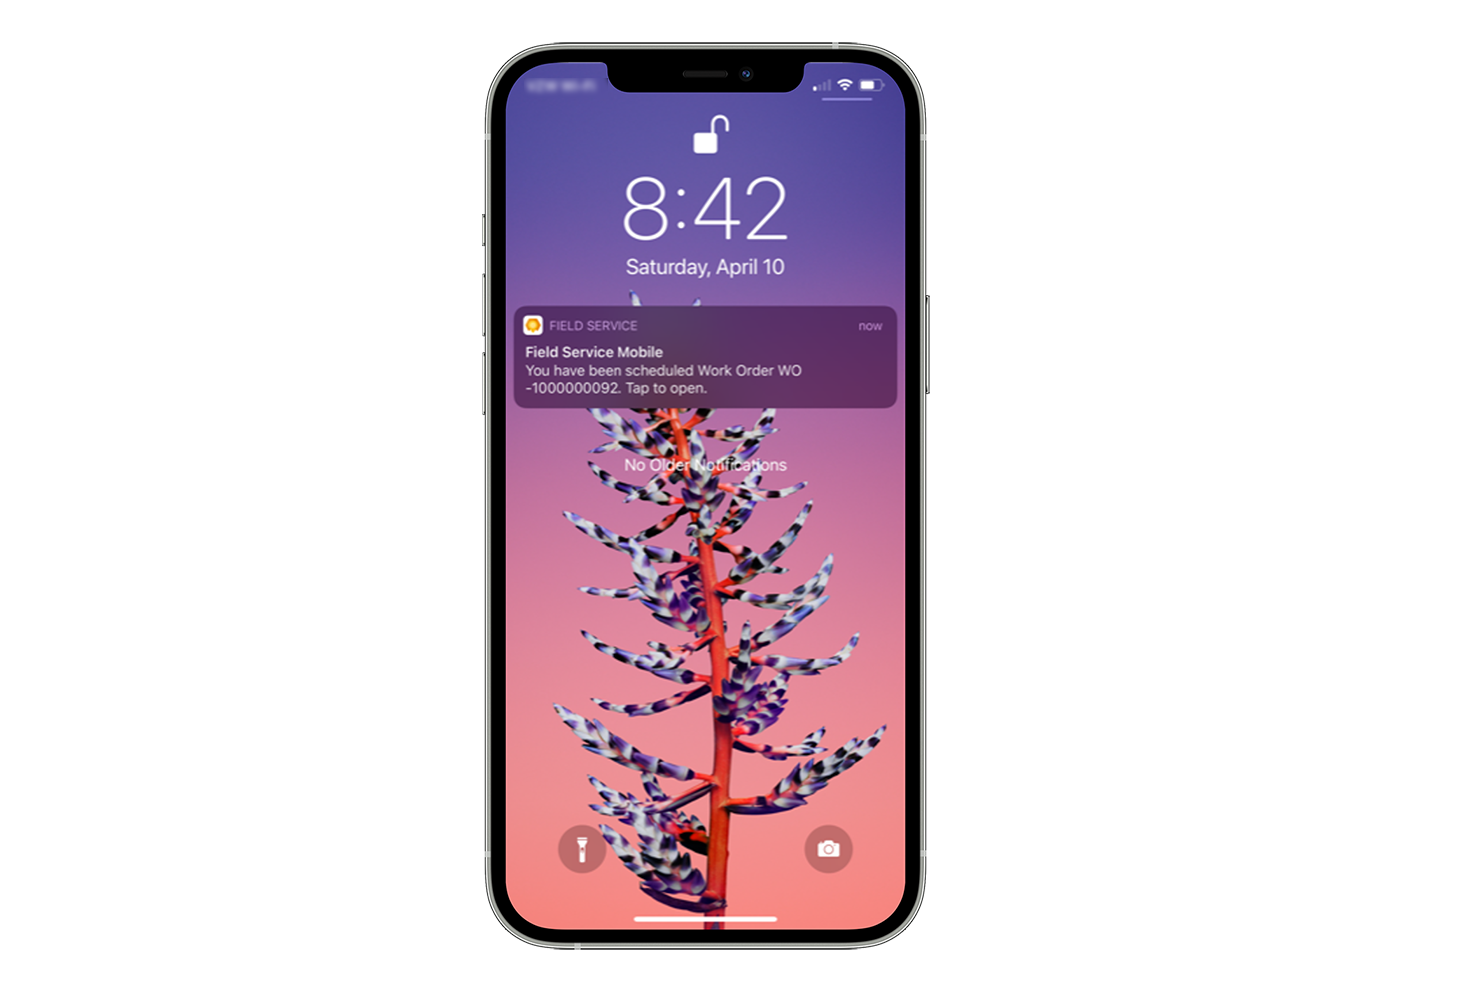 8:42
Saturday, April 10
FIELD SERVICE now
Field Service Mobile
You have been scheduled Work Order WO
-1000000092. Tap to open.
No Older Notifications